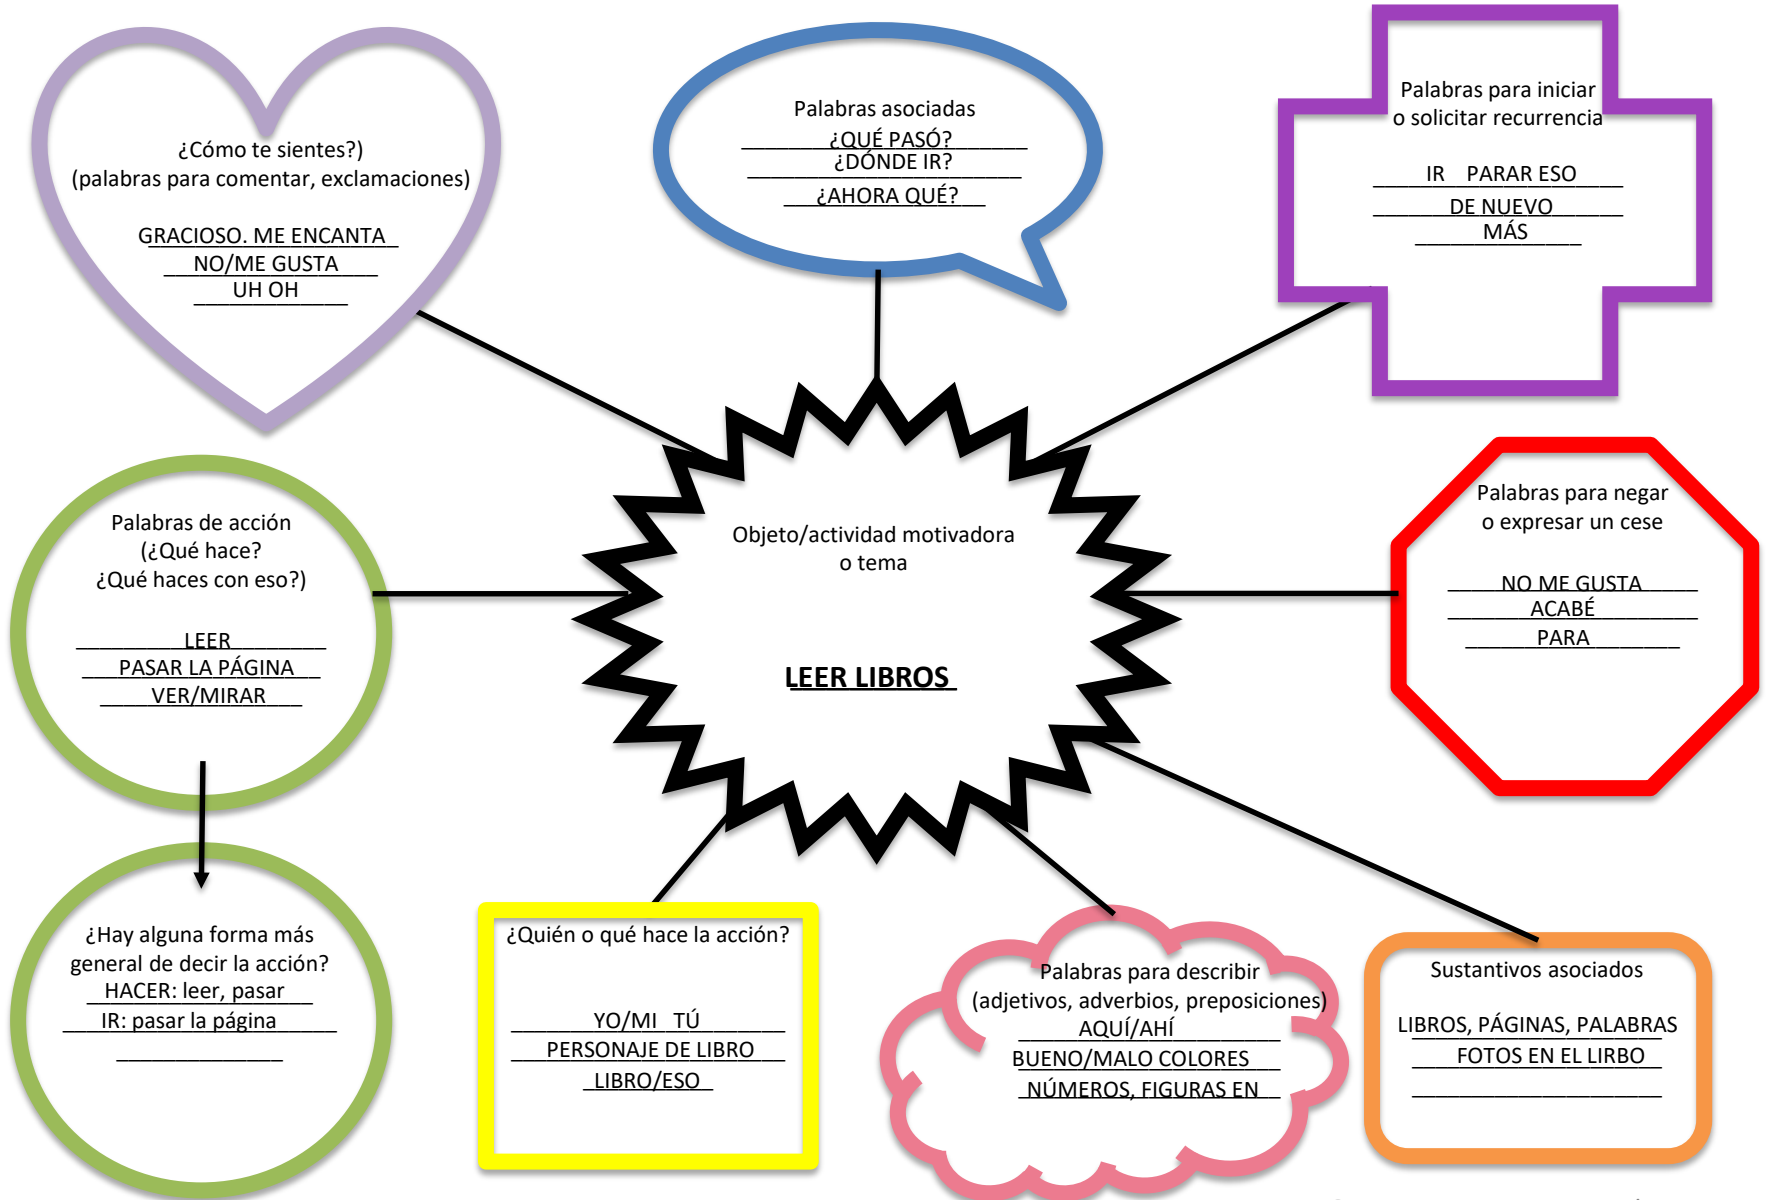 ¿Cómo te sientes?)
(palabras para comentar, exclamaciones)
GRACIOSO. ME ENCANTA
NO/ME GUSTA
UH OH
Palabras asociadas
¿QUÉ PASÓ?
¿DÓNDE IR?
¿AHORA QUÉ?
Palabras para iniciar
o solicitar recurrencia
IR PARAR ESO
DE NUEVO
MÁS
Palabras de acción
(¿Qué hace?
¿Qué haces con eso?)
LEER
PASAR LA PÁGINA
VER/MIRAR
Objeto/actividad motivadora
o tema
LEER LIBROS
Palabras para negar
o expresar un cese
NO ME GUSTA
ACABÉ
PARA
¿Hay alguna forma más
general de decir la acción?
HACER: leer, pasar
IR: pasar la página
¿Quién o qué hace la acción?
YO/MI TÚ
PERSONAJE DE LIBRO
LIBRO/ESO
Palabras para describir
(adjetivos, adverbios, preposiciones)
AQUÍ/AHÍ
BUENO/MALO COLORES
NÚMEROS, FIGURAS EN
Sustantivos asociados
LIBROS, PÁGINAS, PALABRAS
FOTOS EN EL LIRBO